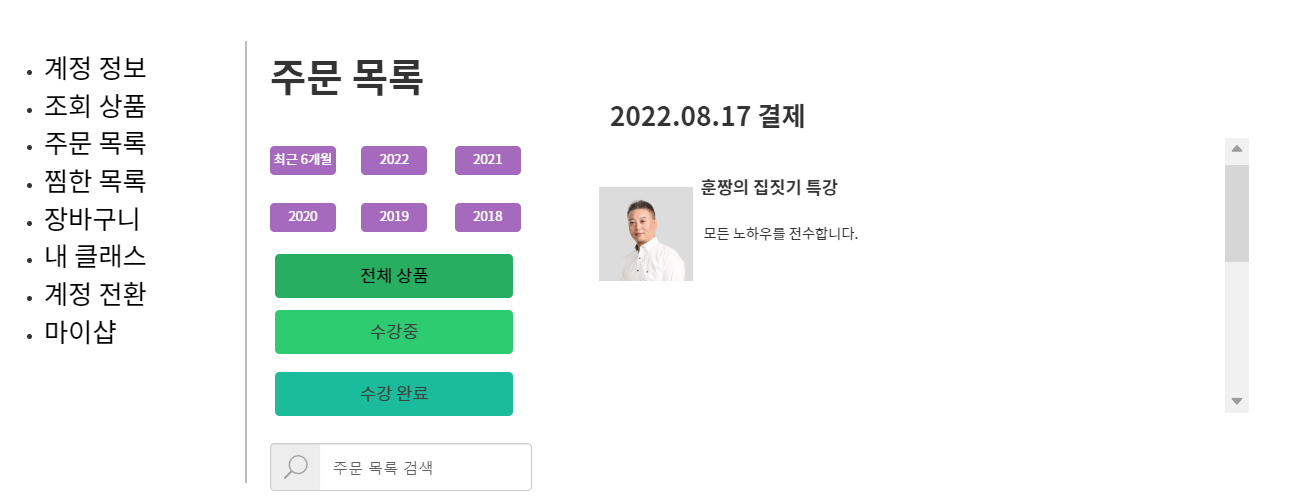 계정 정보
조회 상품
주문 목록
찜한 목록
장바구니
내 클래스
계정 전환
마이샵
주문 목록
최근 6개월 2022 2021
2020 2019 2018
전체 상품
수강중
수강 완료
주문 목록 검색
2022.08.17 결제
훈짱의 집짓기 특강
모든 노하우를 전수합니다.